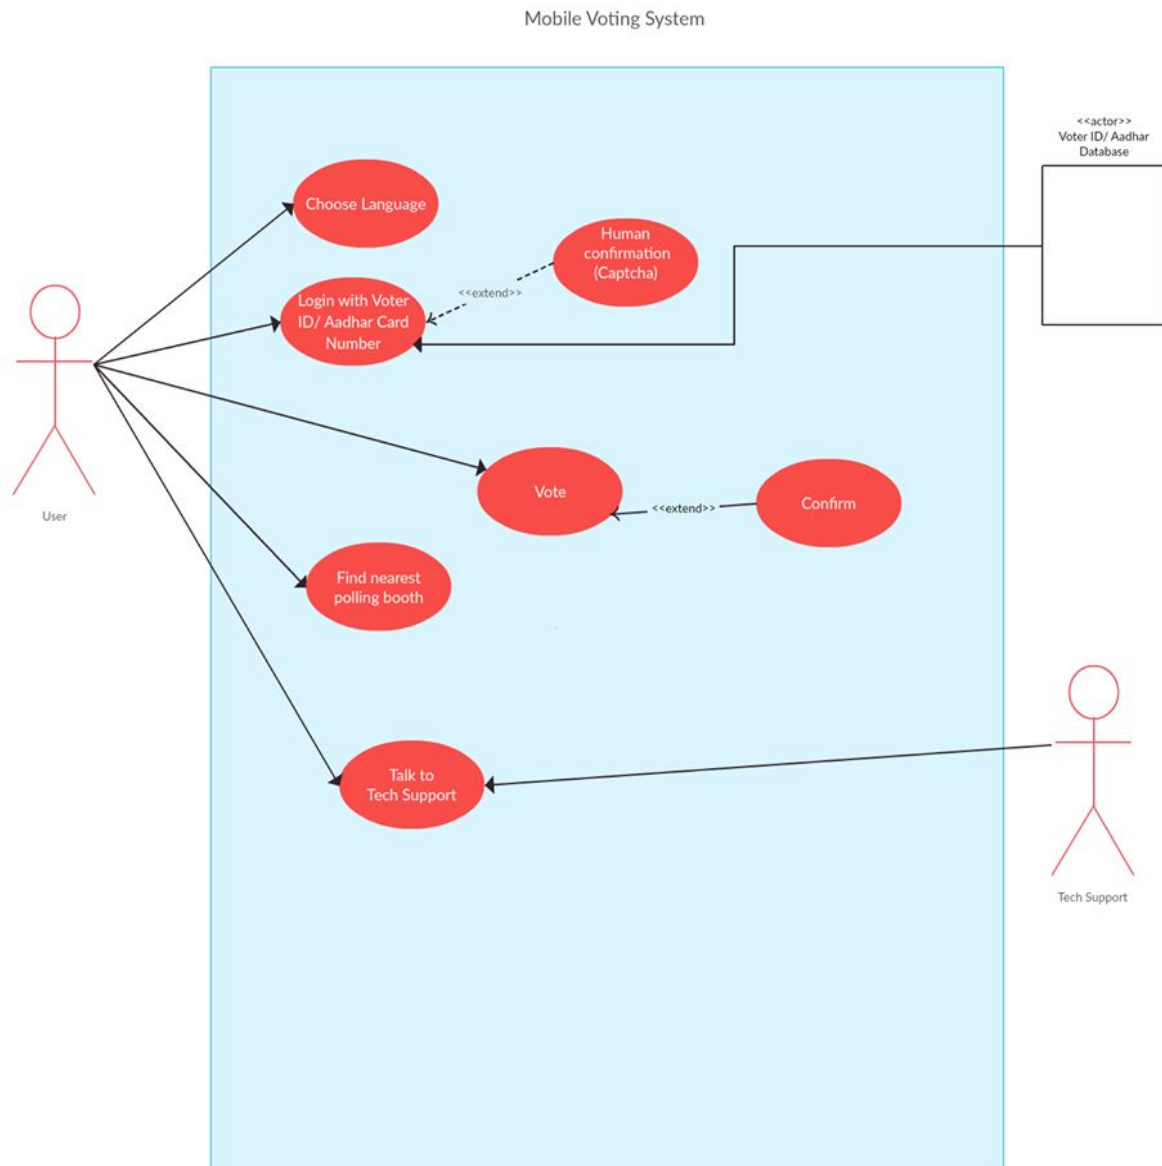 Mobile Voting System
<<actor>>
Voter ID/ Aadhar
Database
Choose Language
Human
confirmation
(Captcha)
<<extend>>
Login with Voter
ID/ Aadhar Card
Number
User
Vote
<<extend>>
Confirm
Find nearest
polling booth
Talk to
Tech Support
Tech Support